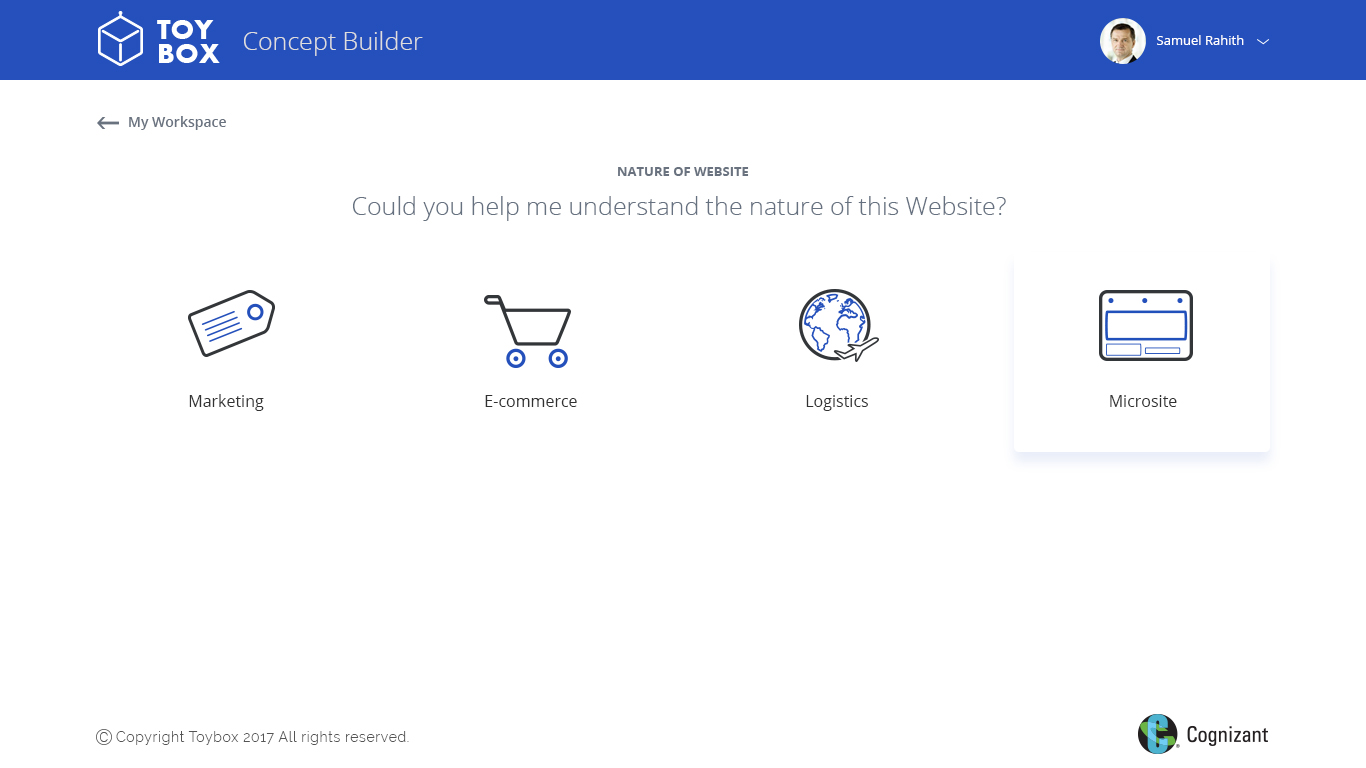 TOY
BOX
Concept Builder
Samuel Rahith
My Workspace
NATURE OF WEBSITE
Could you help me understand the nature of this Website?
Marketing
E-commerce
Logistics
Microsite
© Copyright Toybox 2017 All rights reserved.
Cognizant